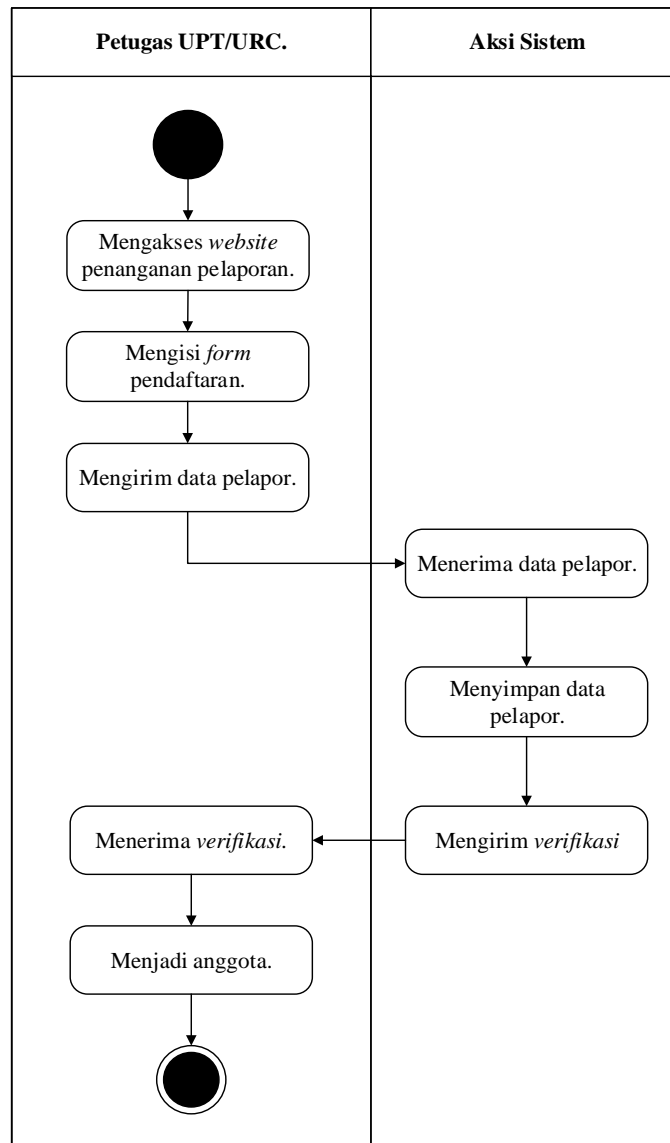 Petugas UPT/URC.
Aksi Sistem
Mengakses website
penanganan pelaporan.
Mengisi form
pendaftaran.
Mengirim data pelapor.
Menerima data pelapor.
Menyimpan data
pelapor.
Mengirim verifikasi
Menerima verifikasi.
Menjadi anggota.